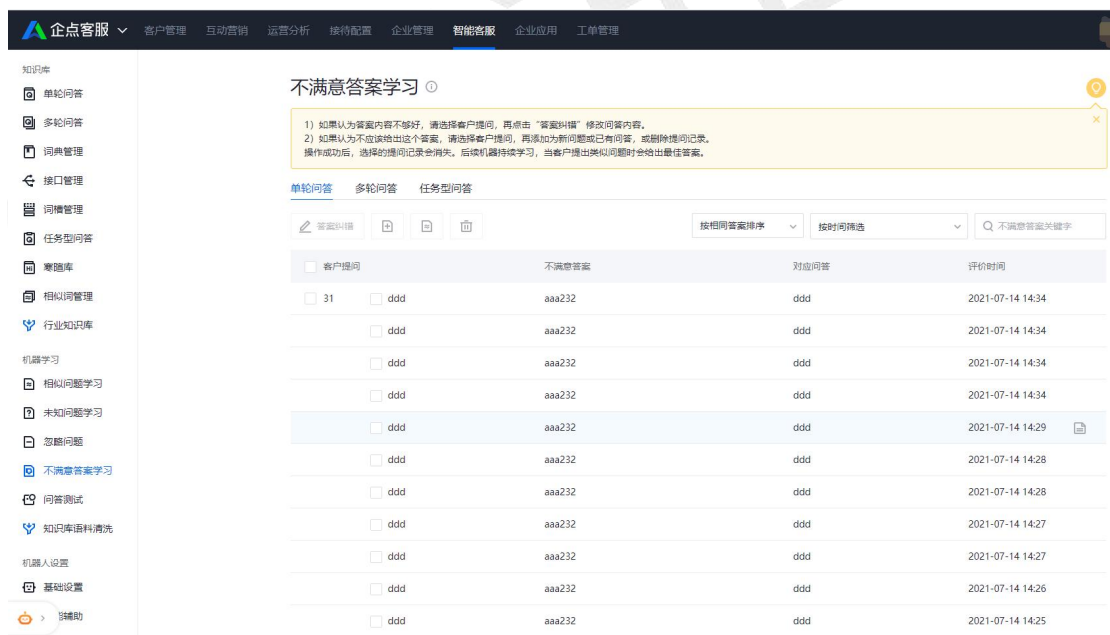 企点客服 客户管理 互动营销 运营分析 接待配置 企业管理 智能客服 企业应用 工单管理
知识库
单轮问答
多轮问答
词典管理
接口管理
词槽管理
任务型问答
寒暄库
相似词管理
行业知识库
机器学习
相似问题学习
未知问题学习
忽略问题
不满意答案学习
问答测试
知识库语料清洗
机器人设置
基础设置
辅助
不满意答案学习
1）如果认为答案内容不够好，请选择客户提问，再点击“答案纠错”修改问答内容。
2）如果认为不应该给出这个答案，请选择客户提问，再添加为新问题或已有问答，或删除提问记录。
操作成功后，选择的提问记录会消失。后续机器持续学习，当客户提出类似问题时会给出最佳答案。
单轮问答 多轮问答 任务型问答
答案纠错 按相同答案排序 按时间筛选 不满意答案关键字
客户提问 不满意答案 对应问答 评价时间
31 ddd aaa232 ddd 2021-07-14 14:34
ddd aaa232 ddd 2021-07-14 14:34
ddd aaa232 ddd 2021-07-14 14:34
ddd aaa232 ddd 2021-07-14 14:34
ddd aaa232 ddd 2021-07-14 14:29
ddd aaa232 ddd 2021-07-14 14:28
ddd aaa232 ddd 2021-07-14 14:28
ddd aaa232 ddd 2021-07-14 14:27
ddd aaa232 ddd 2021-07-14 14:27
ddd aaa232 ddd 2021-07-14 14:26
ddd aaa232 ddd 2021-07-14 14:25